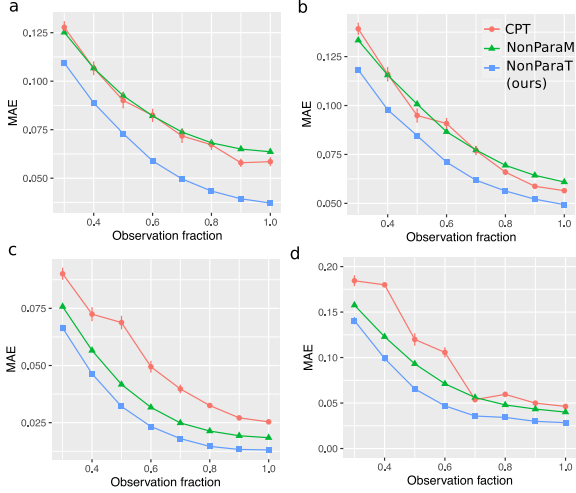 a
0.125
0.100
0.075
0.050
MAE
0.4
0.6
0.8
1.0
Observation fraction
b
CPT
NonParaM
NonParaT
(ours)
0.125
0.100
0.075
0.050
MAE
0.4
0.6
0.8
1.0
Observation fraction
c
0.075
0.050
0.025
MAE
0.4
0.6
0.8
1.0
Observation fraction
d
0.20
0.15
0.10
0.05
0.00
MAE
0.4
0.6
0.8
1.0
Observation faction